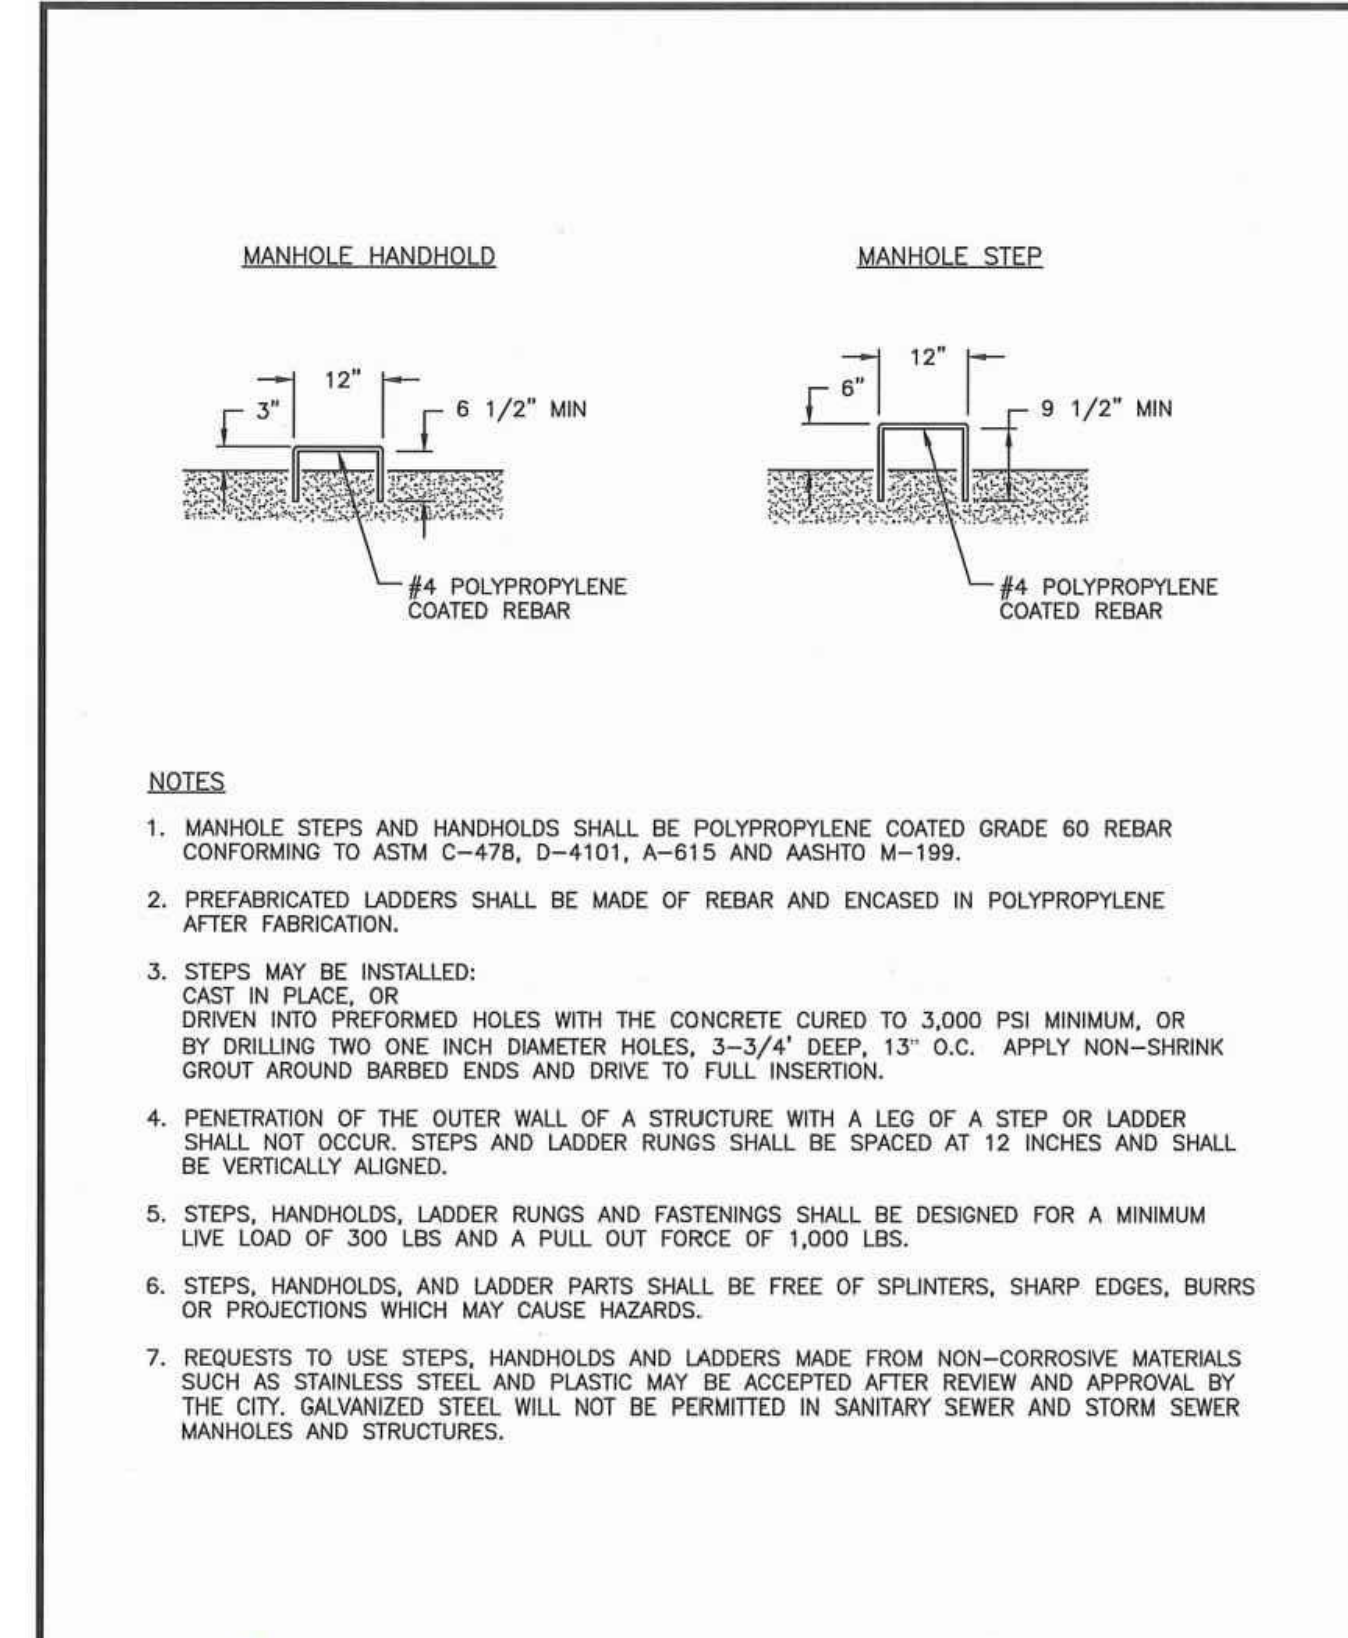 MANHOLE HANDHOLD
MANHOLE STEP
12"
3"
6 1/2" MIN
#4 POLYPROPYLENE
COATED REBAR
12"
6"
9 1/2" MIN
#4 POLYPROPYLENE
COATED REBAR
NOTES
1. MANHOLE STEPS AND HANDHOLDS SHALL BE POLYPROPYLENE COATED GRADE 60 REBAR
CONFORMING TO ASTM C-478, D-4101, A-615 AND AASHTO M-199.
2. PREFABRICATED LADDERS SHALL BE MADE OF REBAR AND ENCASED IN POLYPROPYLENE
AFTER FABRICATION.
3. STEPS MAY BE INSTALLED:
CAST IN PLACE, OR
DRIVEN INTO PREFORMED HOLES WITH THE CONCRETE CURED TO 3,000 PSI MINIMUM, OR
BY DRILLING TWO ONE INCH DIAMETER HOLES, 3-3/4' DEEP, 13" O.C. APPLY NON-SHRINK
GROUT AROUND BARBED ENDS AND DRIVE TO FULL INSERTION.
4. PENETRATION OF THE OUTER WALL OF A STRUCTURE WITH A LEG OF A STEP OR LADDER
SHALL NOT OCCUR. STEPS AND LADDER RUNGS SHALL BE SPACED AT 12 INCHES AND SHALL
BE VERTICALLY ALIGNED.
5. STEPS, HANDHOLDS, LADDER RUNGS AND FASTENINGS SHALL BE DESIGNED FOR A MINIMUM
LIVE LOAD OF 300 LBS AND A PULL OUT FORCE OF 1,000 LBS.
6. STEPS, HANDHOLDS, AND LADDER PARTS SHALL BE FREE OF SPLINTERS, SHARP EDGES, BURRS
OR PROJECTIONS WHICH MAY CAUSE HAZARDS.
7. REQUESTS TO USE STEPS, HANDHOLDS AND LADDERS MADE FROM NON-CORROSIVE MATERIALS
SUCH AS STAINLESS STEEL AND PLASTIC MAY BE ACCEPTED AFTER REVIEW AND APPROVAL BY
THE CITY. GALVANIZED STEEL WILL NOT BE PERMITTED IN SANITARY SEWER AND STORM SEWER
MANHOLES AND STRUCTURES.